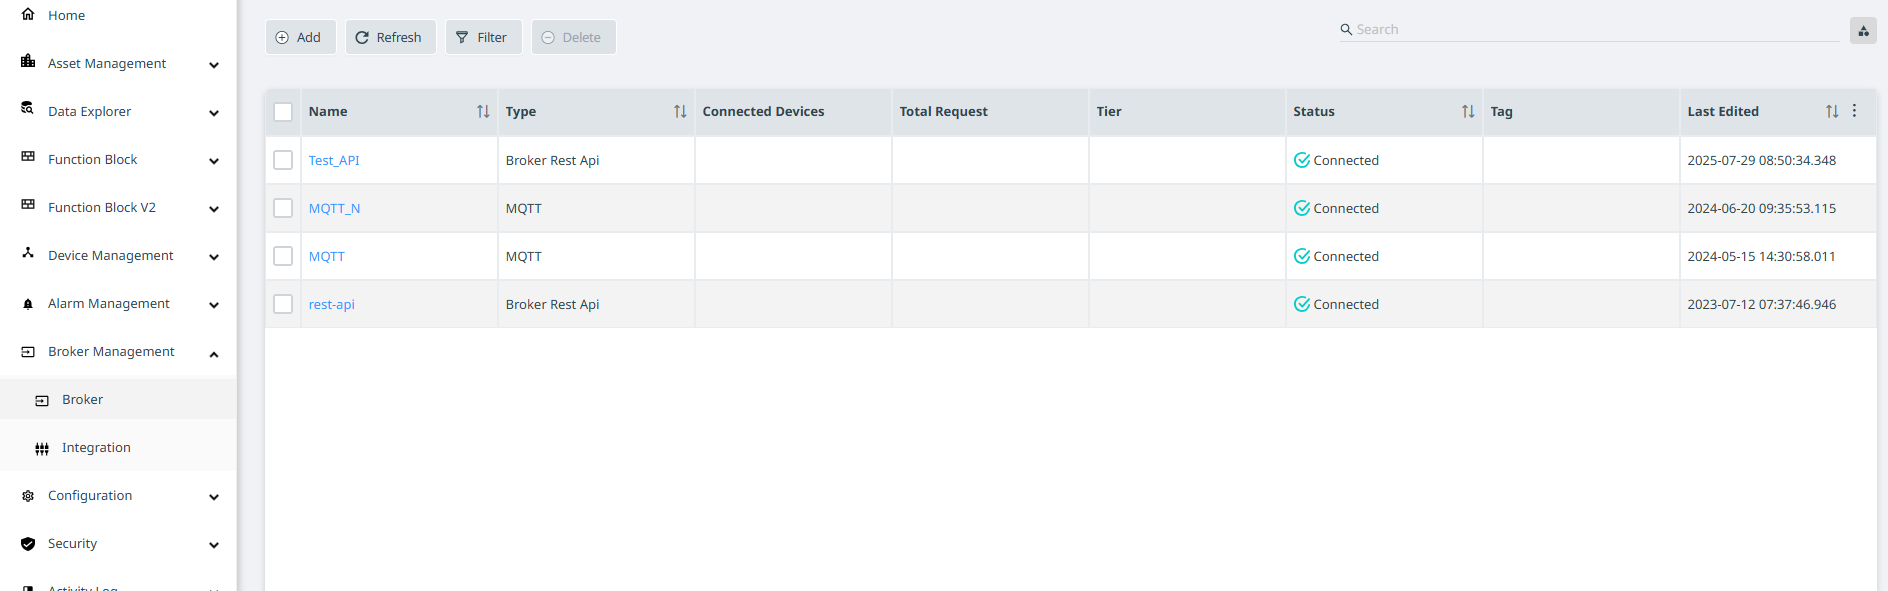 Home
Asset Management
Data Explorer
Function Block
Function Block V2
Device Management
Alarm Management
Broker Management
Broker
Integration
Configuration
Security
Activity Log
Add Refresh Filter Delete
Search
Name Type Connected Devices Total Request Tier Status Tag Last Edited
Test_API Broker Rest Api Connected 2025-07-29 08:50:34.348
MQTT_N MQTT Connected 2024-06-20 09:35:53.115
MQTT MQTT Connected 2024-05-15 14:30:58.011
rest-api Broker Rest Api Connected 2023-07-12 07:37:46.946